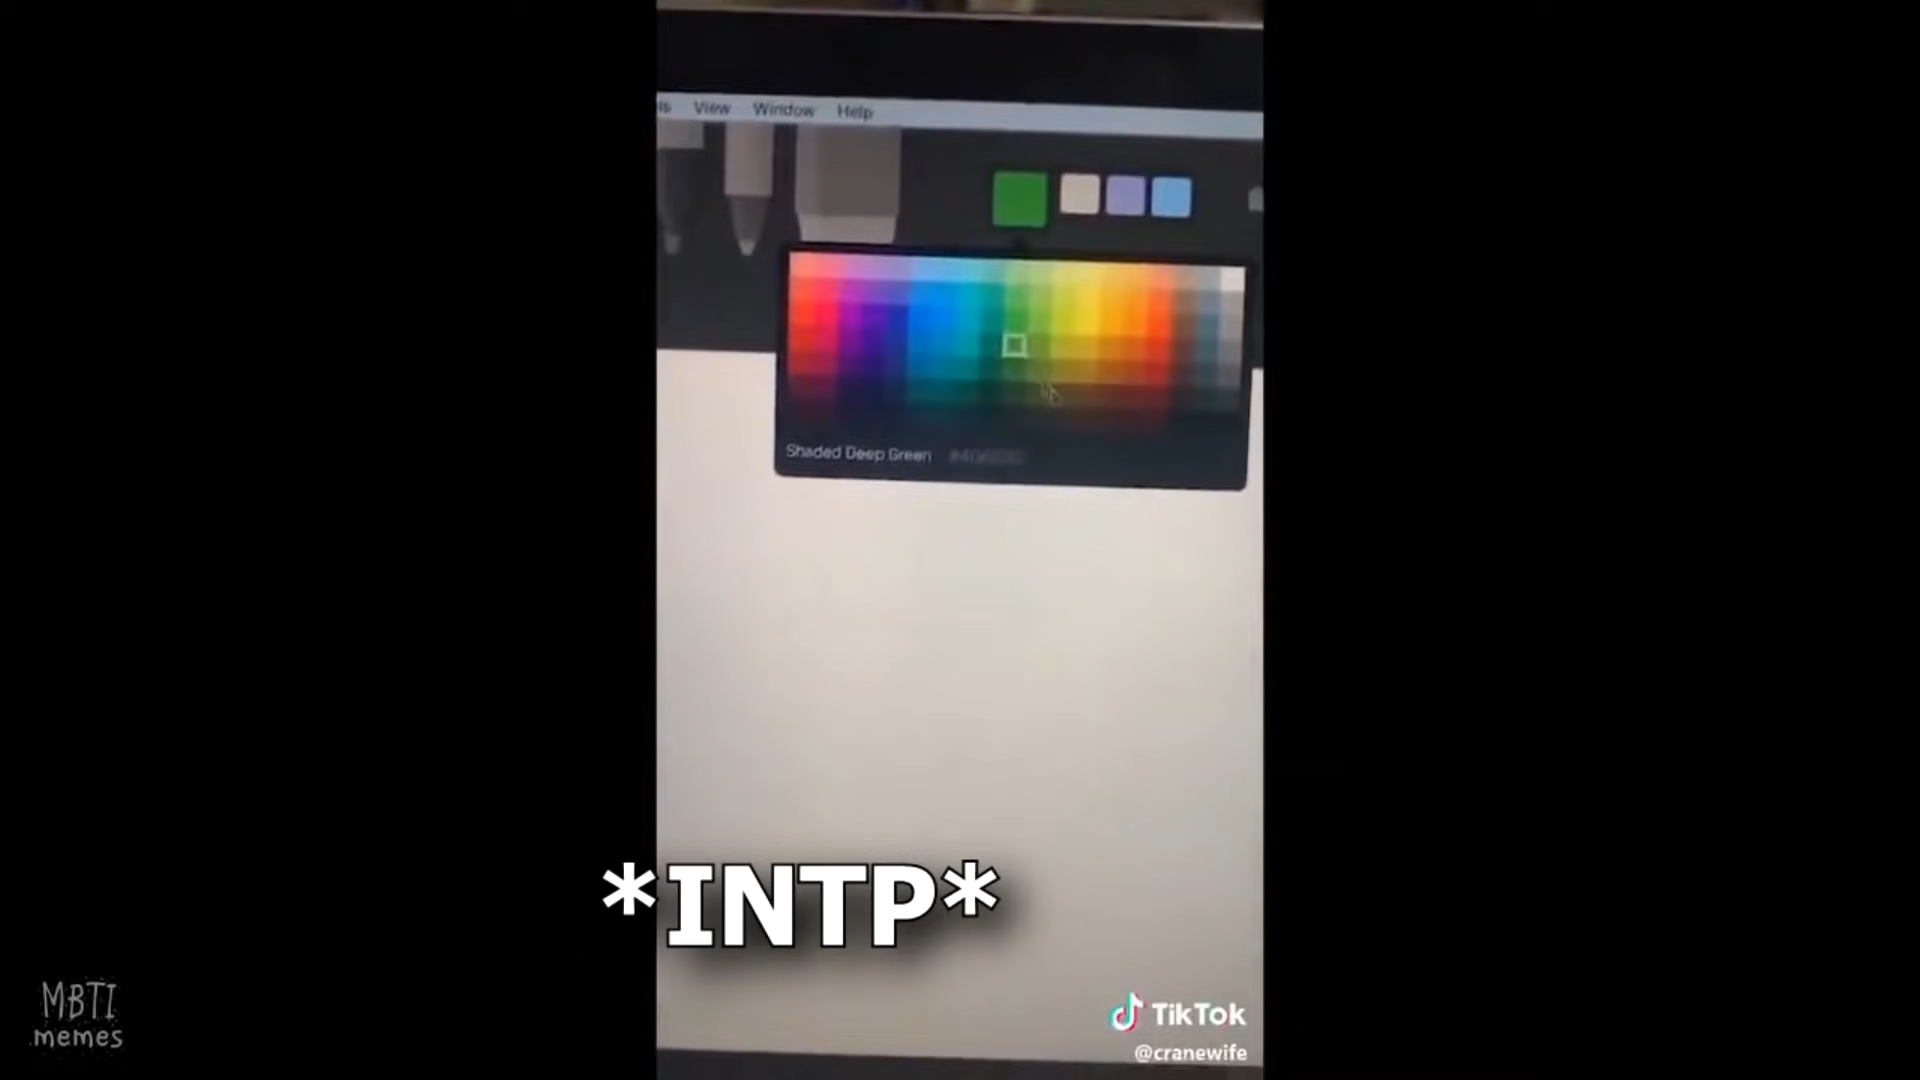 View Window Help
Shaded Deep Green
*INTP*
TikTok
@cranewife
MBTI
memes